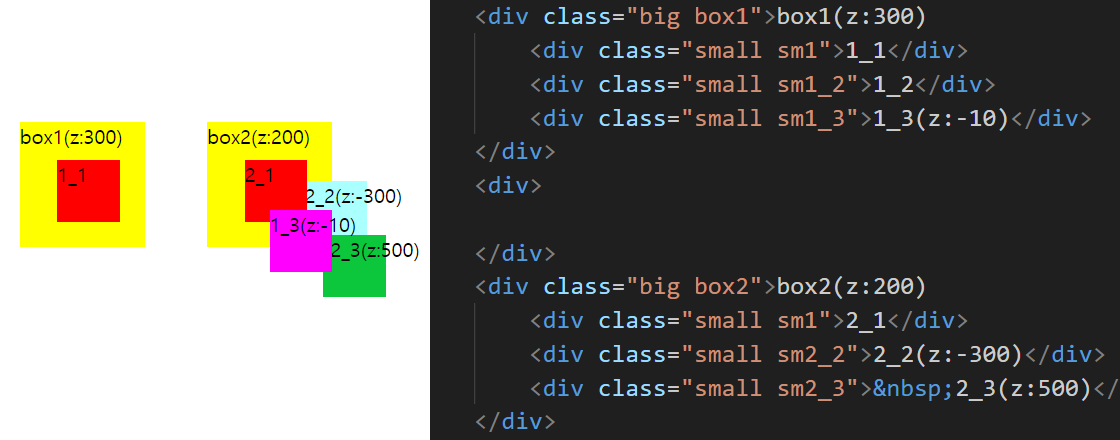 box1(z:300)
1_1
box2(z:200)
2_1
2_2(z:-300)
1_3(z:-10)
2_3(z:500)
<div class="big box1">box1(z:300)
<div class="small sm1">1_1</div>
<div class="small sm1_2">1_2</div>
<div class="small sm1_3">1_3(z:-10)</div>
</div>
<div>
</div>
<div class="big box2">box2(z:200)
<div class="small sm1">2_1</div>
<div class="small sm2_2">2_2(z:-300)</div>
<div class="small sm2_3">&nbsp;2_3(z:500)</
</div>